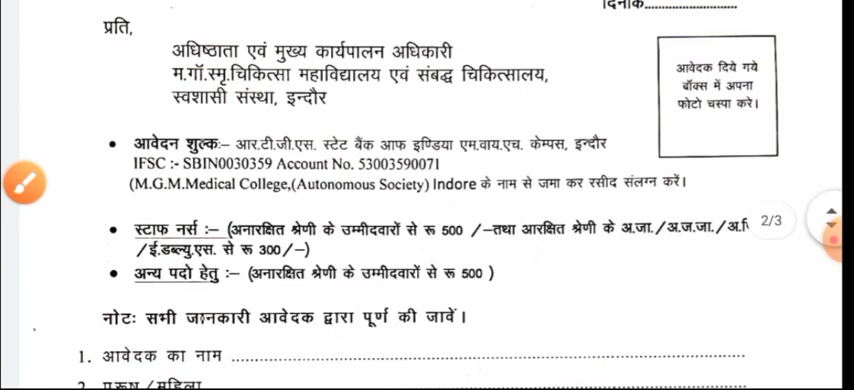 दिनांक
प्रति,
अधिष्ठाता एवं मुख्य कार्यपालन अधिकारी
म.गॉ.स्मृ.चिकित्सा महाविद्यालय एवं संबद्ध चिकित्सालय,
स्वशासी संस्था, इन्दौर
आवेदक दिये गये
बॉक्स में अपना
फोटो चस्पा करे।
• आवेदन शुल्कः– आर.टी.जी.एस. स्टेट बैंक आफ इण्डिया एम.वाय.एच. केम्पस, इन्दौर
IFSC :- SBIN0030359 Account No. 53003590071
(M.G.M.Medical College,(Autonomous Society) Indore के नाम से जमा कर रसीद संलग्न करें।
• स्टाफ नर्स :– (अनारक्षित श्रेणी के उम्मीदवारों से रू 500 /–तथा आरक्षित श्रेणी के अ.जा./अ.ज.जा./अ.पि
/ई.डब्ल्यु.एस. से रू 300/–)
• अन्य पदो हेतु :– (अनारक्षित श्रेणी के उम्मीदवारों से रू 500 )
2/3
नोटः सभी जानकारी आवेदक द्वारा पूर्ण की जावें।
1. आवेदक का नाम
2. पुरूष /महिला